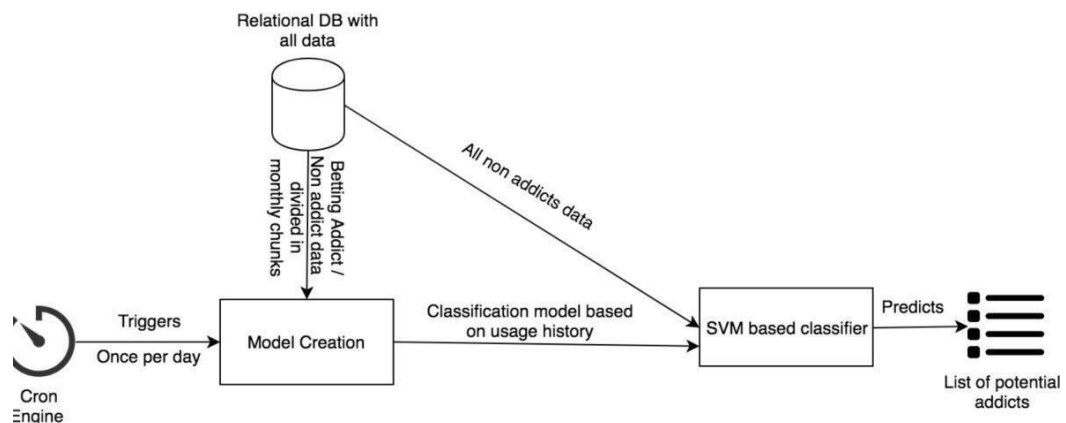 Relational DB with
all data
Betting Addict /
Non addict data
divided in
monthly chunks
All non addicts data
Triggers
Once per day
Model Creation
Classification model based
on usage history
SVM based classifier
Predicts
Cron
Engine
List of potential
addicts